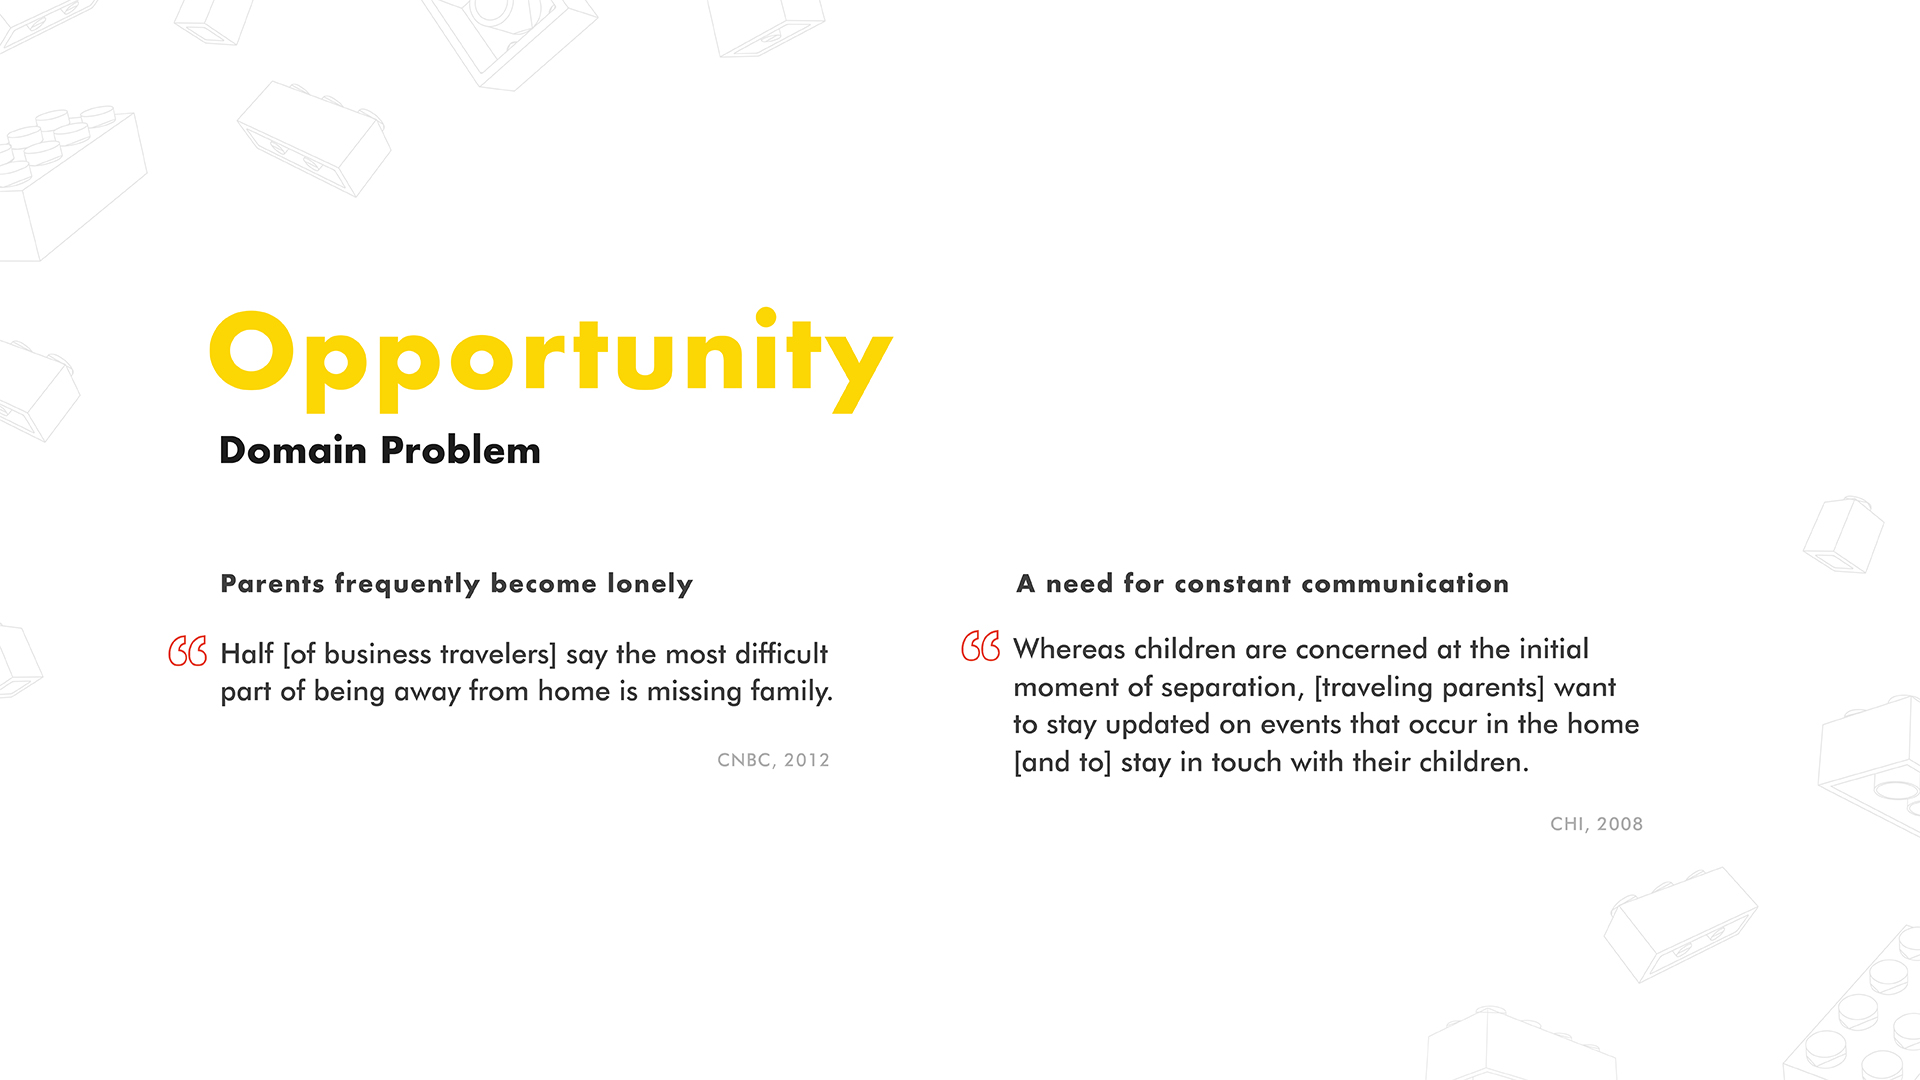 Opportunity
Domain Problem
Parents frequently become lonely
“Half [of business travelers] say the most difficult
part of being away from home is missing family.
CNBC, 2012
A need for constant communication
“Whereas children are concerned at the initial
moment of separation, [traveling parents] want
to stay updated on events that occur in the home
[and to] stay in touch with their children.
CHI, 2008